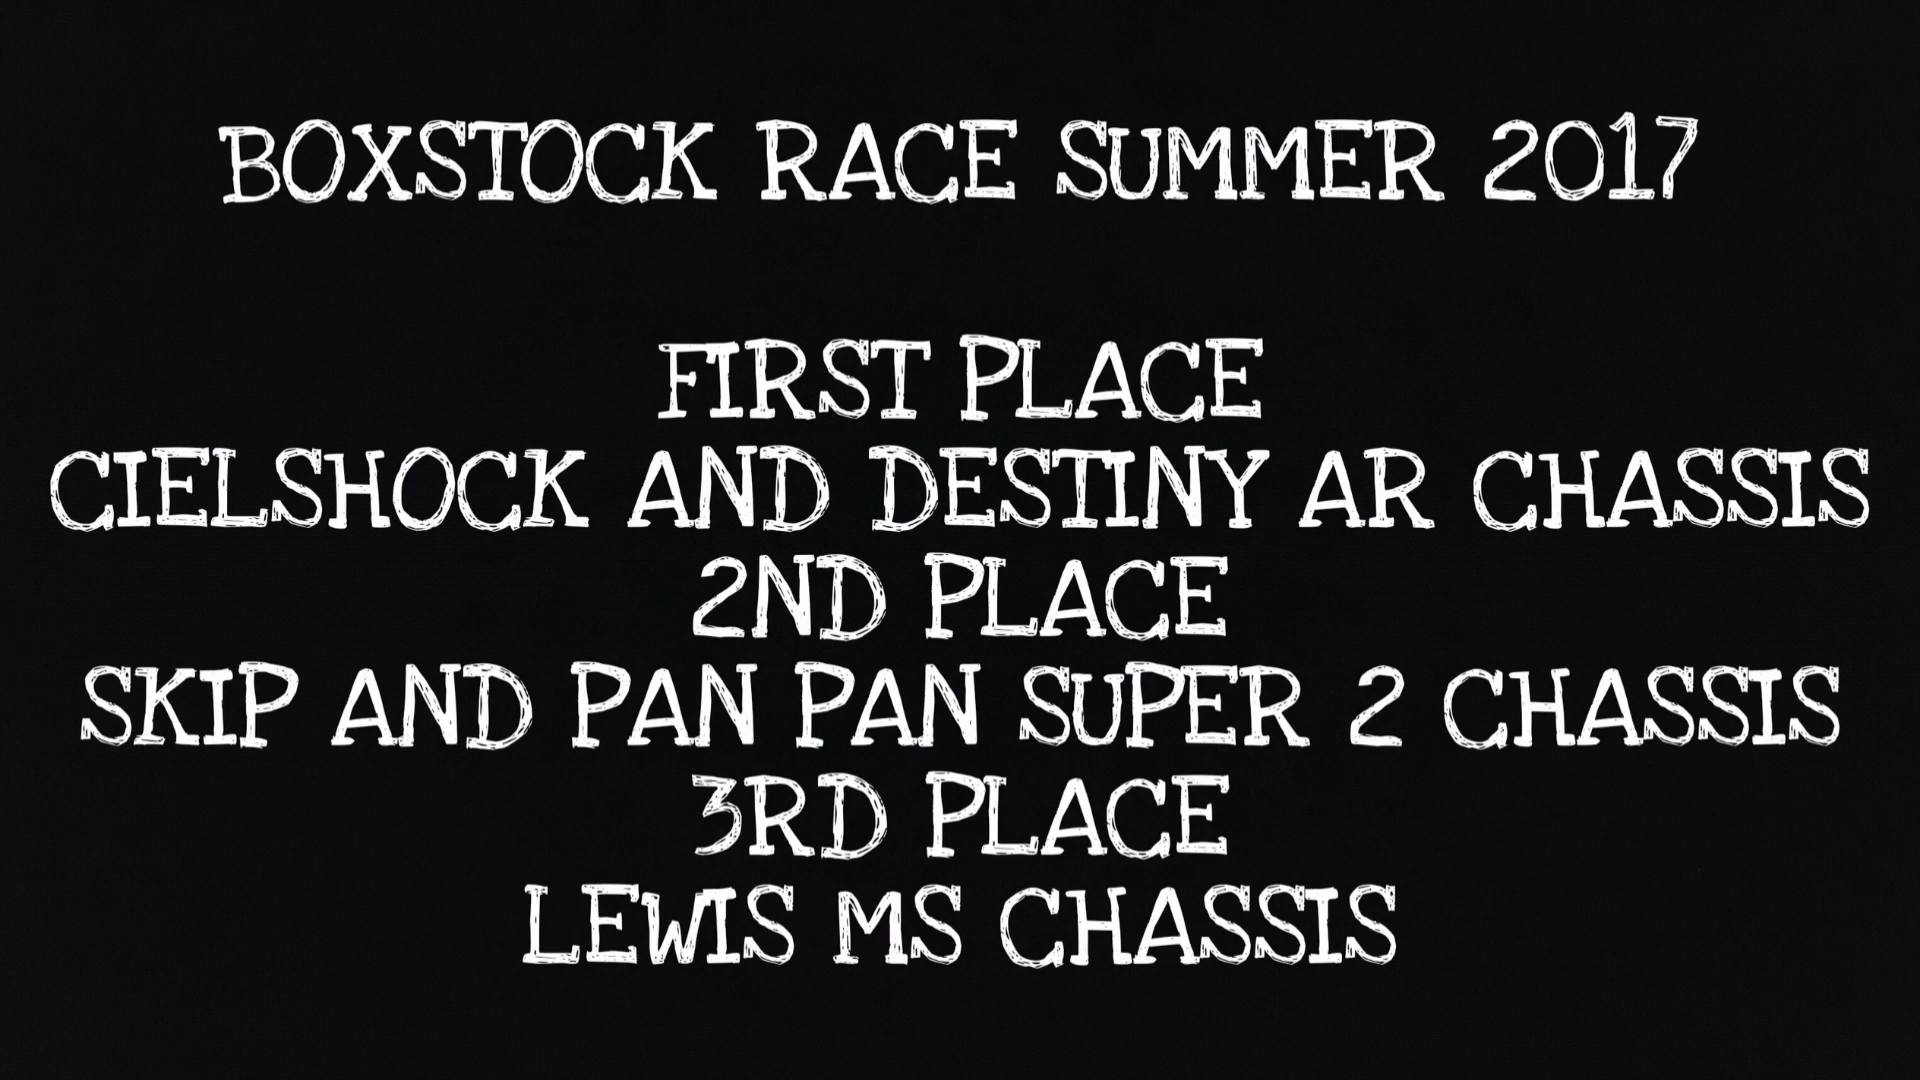 BOXSTOCK RACE SUMMER 2017
FIRST PLACE
CIELSHOCK AND DESTINY AR CHASSIS
2ND PLACE
SKIP AND PAN PAN SUPER 2 CHASSIS
3RD PLACE
LEWIS MS CHASSIS